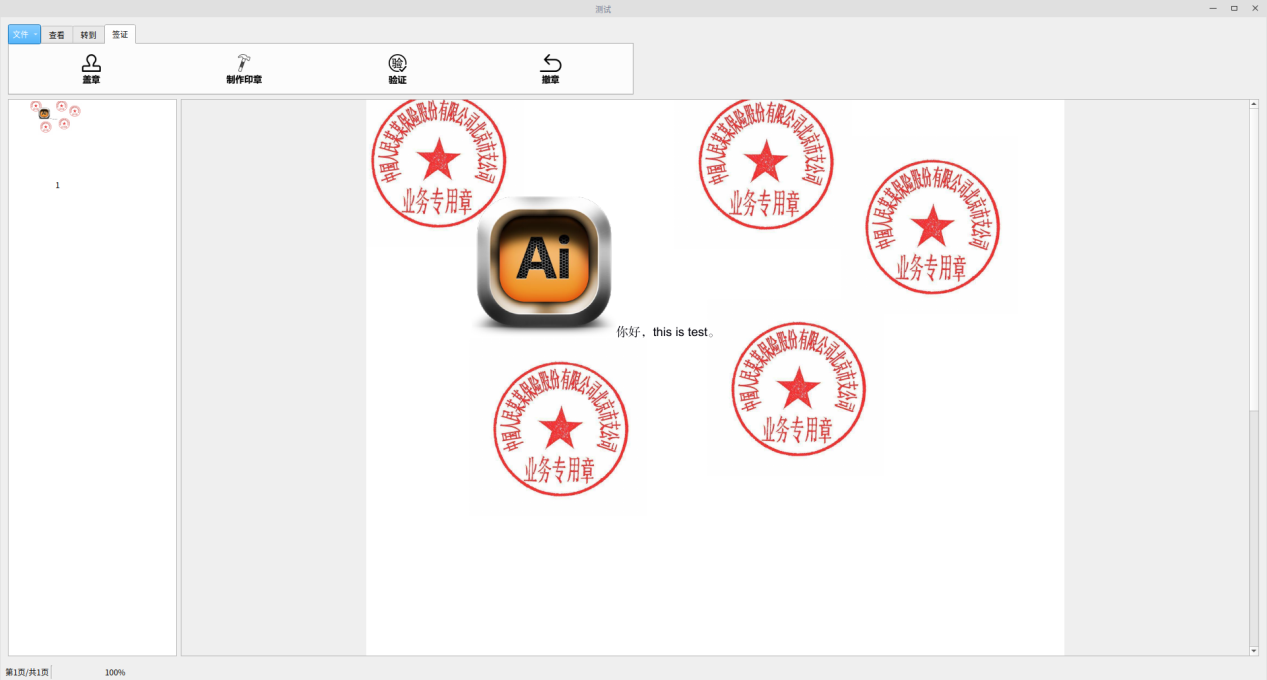 测试
文件
查看
转到
签证
盖章
制作印章
验证
撤章
1
中国人民某某保险股份有限公司北京市支公司
业务专用章
中国人民某某保险股份有限公司北京市支公司
业务专用章
中国人民某某保险股份有限公司北京市支公司
业务专用章
Ai
你好，this is test。
中国人民某某保险股份有限公司北京市支公司
业务专用章
中国人民某某保险股份有限公司北京市支公司
业务专用章
第1页/共1页
100%